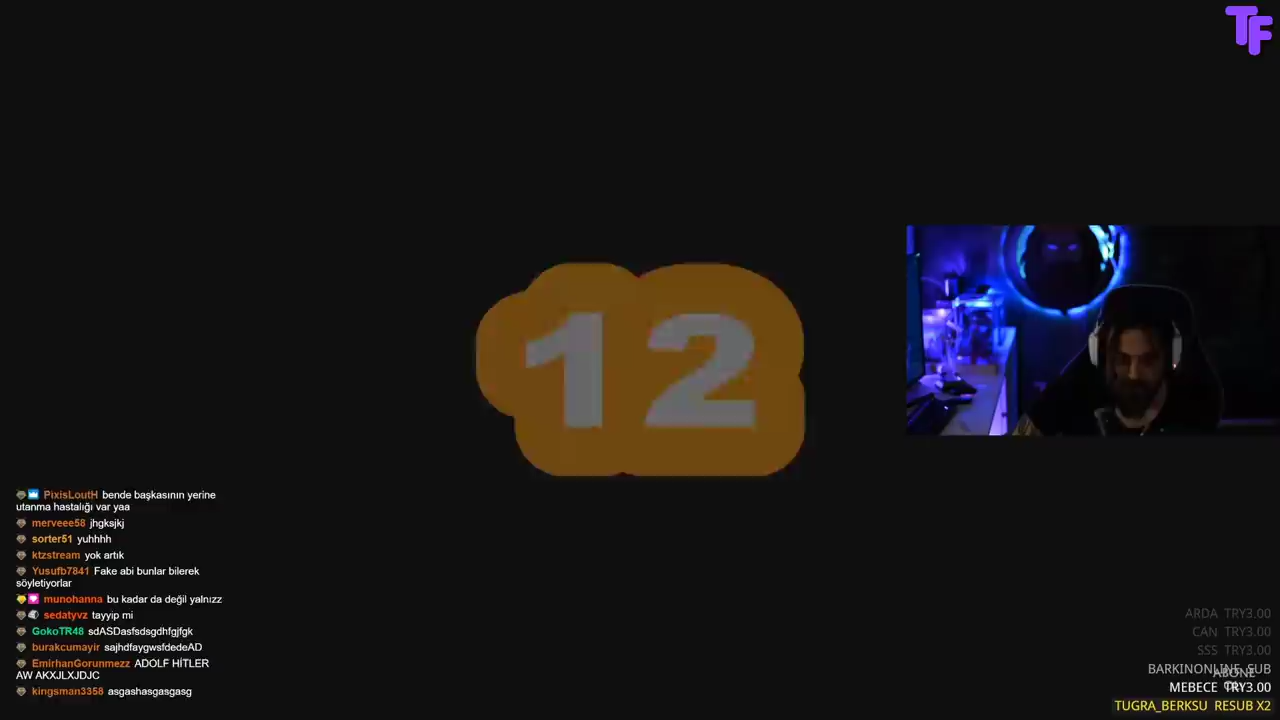 TF
12
PixisLoutH bende başkasının yerine
utanma hastalığı var yaa
merveee58 jhgksjkj
sorter51 yuhhhh
ktzstream yok artık
Yusufb7841 Fake abi bunlar bilerek
söyletiyorlar
munohanna bu kadar da değil yalnızz
sedatyvz tayyip mi
GokoTR48 sdASDasfsdsgdhfgjfgk
burakcumayir sajhdfaygwsfdedeAD
EmirhanGorunmezz ADOLF HİTLER
AW AKXJLXJDJC
kingsman3358 asgashasgasgasg
ARDA TRY3.00
CAN TRY3.00
SSS TRY3.00
BARKINONLINE SUB
ABONE
MEBECE TRY3.00
TUGRA_BERKSU RESUB X2